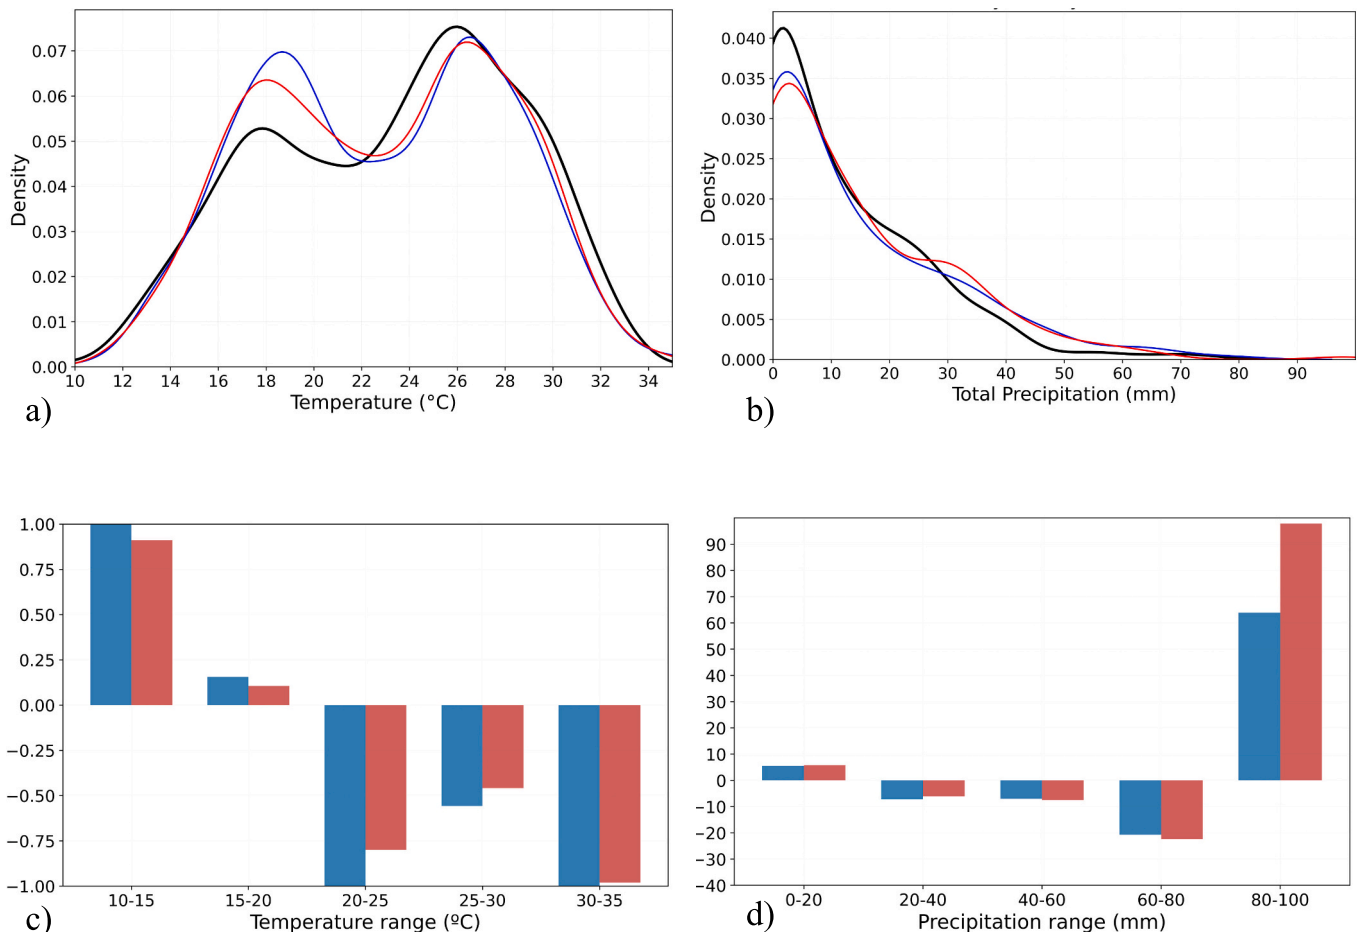 0.07
0.06
0.05
0.04
0.03
0.02
0.01
0.00
Density
10 12 14 16 18 20 22 24 26 28 30 32 34
Temperature (°C)
a)
0.040
0.035
0.030
0.025
0.020
0.015
0.010
0.005
0.000
Density
0 10 20 30 40 50 60 70 80 90
Total Precipitation (mm)
b)
1.00
0.75
0.50
0.25
0.00
−0.25
−0.50
−0.75
−1.00
10-15 15-20 20-25 25-30 30-35
Temperature range (ºC)
c)
90
80
70
60
50
40
30
20
10
0
−10
−20
−30
−40
0-20 20-40 40-60 60-80 80-100
Precipitation range (mm)
d)